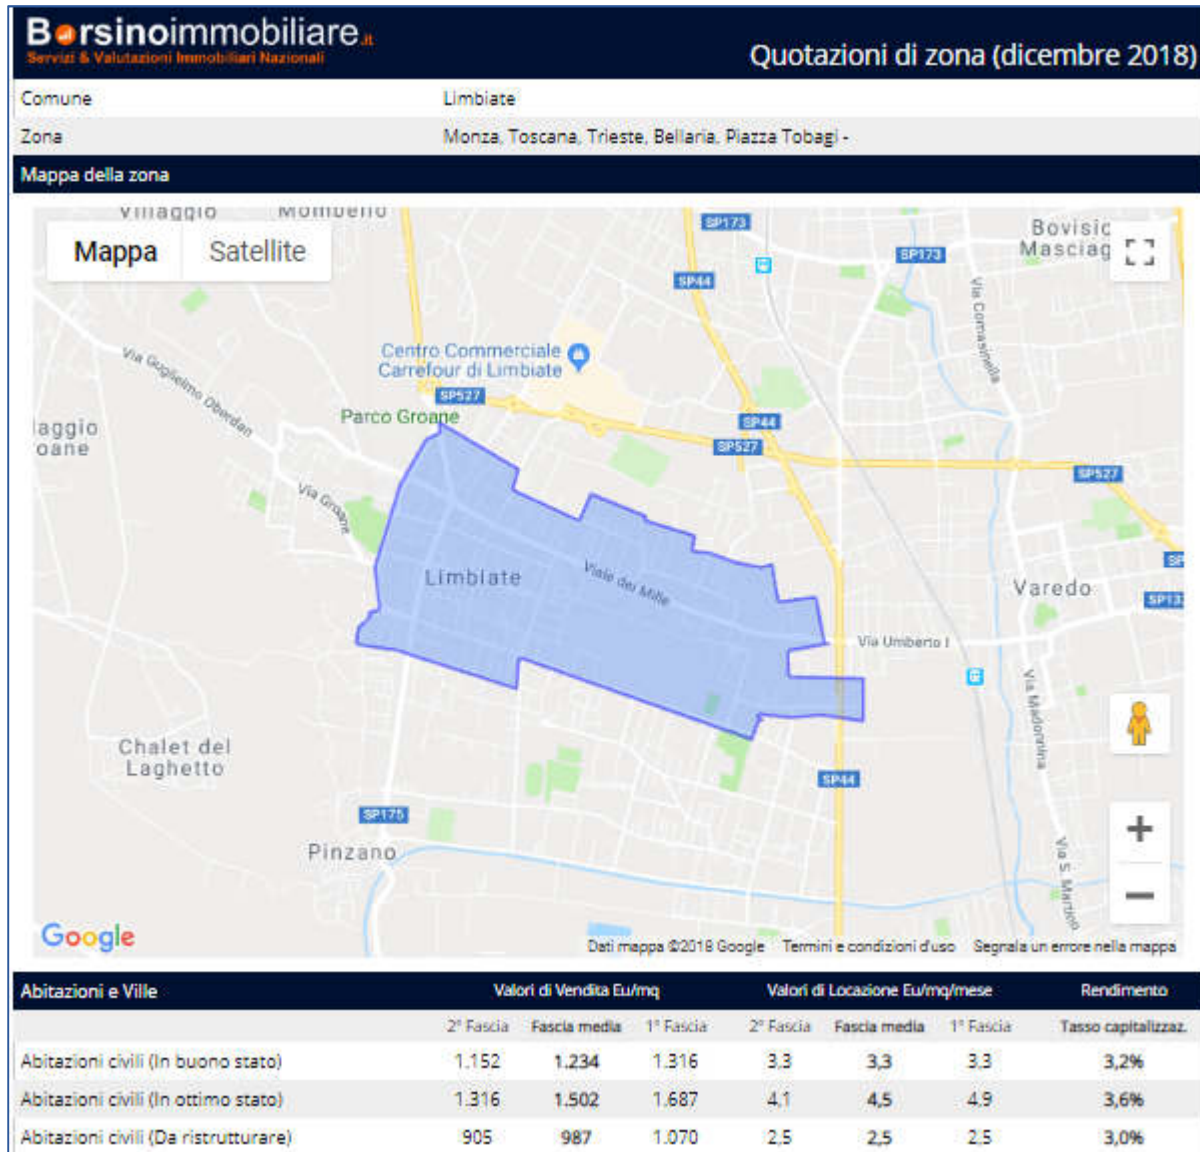 Borsinoimmobiliare.it
Servizi & Valutazioni Immobiliari Nazionali
Quotazioni di zona (dicembre 2018)
Comune Limbiate
Zona Monza, Toscana, Trieste, Bellaria, Piazza Tobagi -
Mappa della zona
Villaggio Mombello
Mappa Satellite
SP173
Bovisic
Masciag
SP173
SP44
Via Comasinella
Centro Commerciale
Carrefour di Limbiate
Via Guglielmo Oberdan
SP527
Parco Groane
SP44
laggio
oane
SP527
SP527
Via Groane
SP
Limbiate
Viale dei Mille
Varedo
SP13
Via Umberto I
Via Madonnina
Chalet del
Laghetto
SP44
SP175
Pinzano
Via S. Martino
Google
Dati mappa ©2018 Google Termini e condizioni d'uso Segnala un errore nella mappa
Abitazioni e Ville Valori di Vendita Eu/mq Valori di Locazione Eu/mq/mese Rendimento
2° Fascia Fascia media 1° Fascia 2° Fascia Fascia media 1° Fascia Tasso capitalizzaz.
Abitazioni civili (In buono stato) 1.152 1.234 1.316 3,3 3,3 3,3 3,2%
Abitazioni civili (In ottimo stato) 1.316 1.502 1.687 4,1 4,5 4,9 3,6%
Abitazioni civili (Da ristrutturare) 905 987 1.070 2,5 2,5 2,5 3,0%